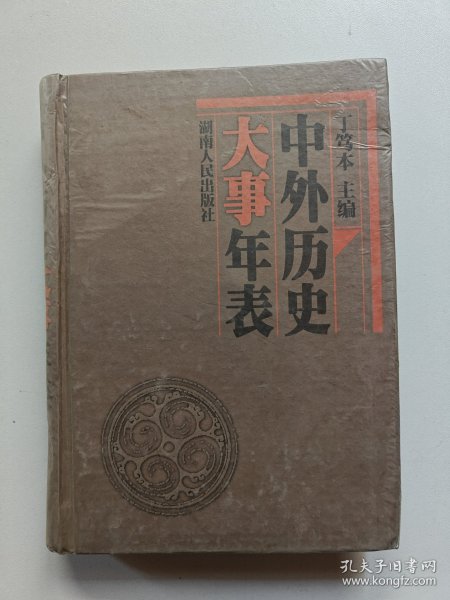 丁笃本 主编
中外历史
大事年表
湖南人民出版社
孔夫子旧书网
www.kongfz.com